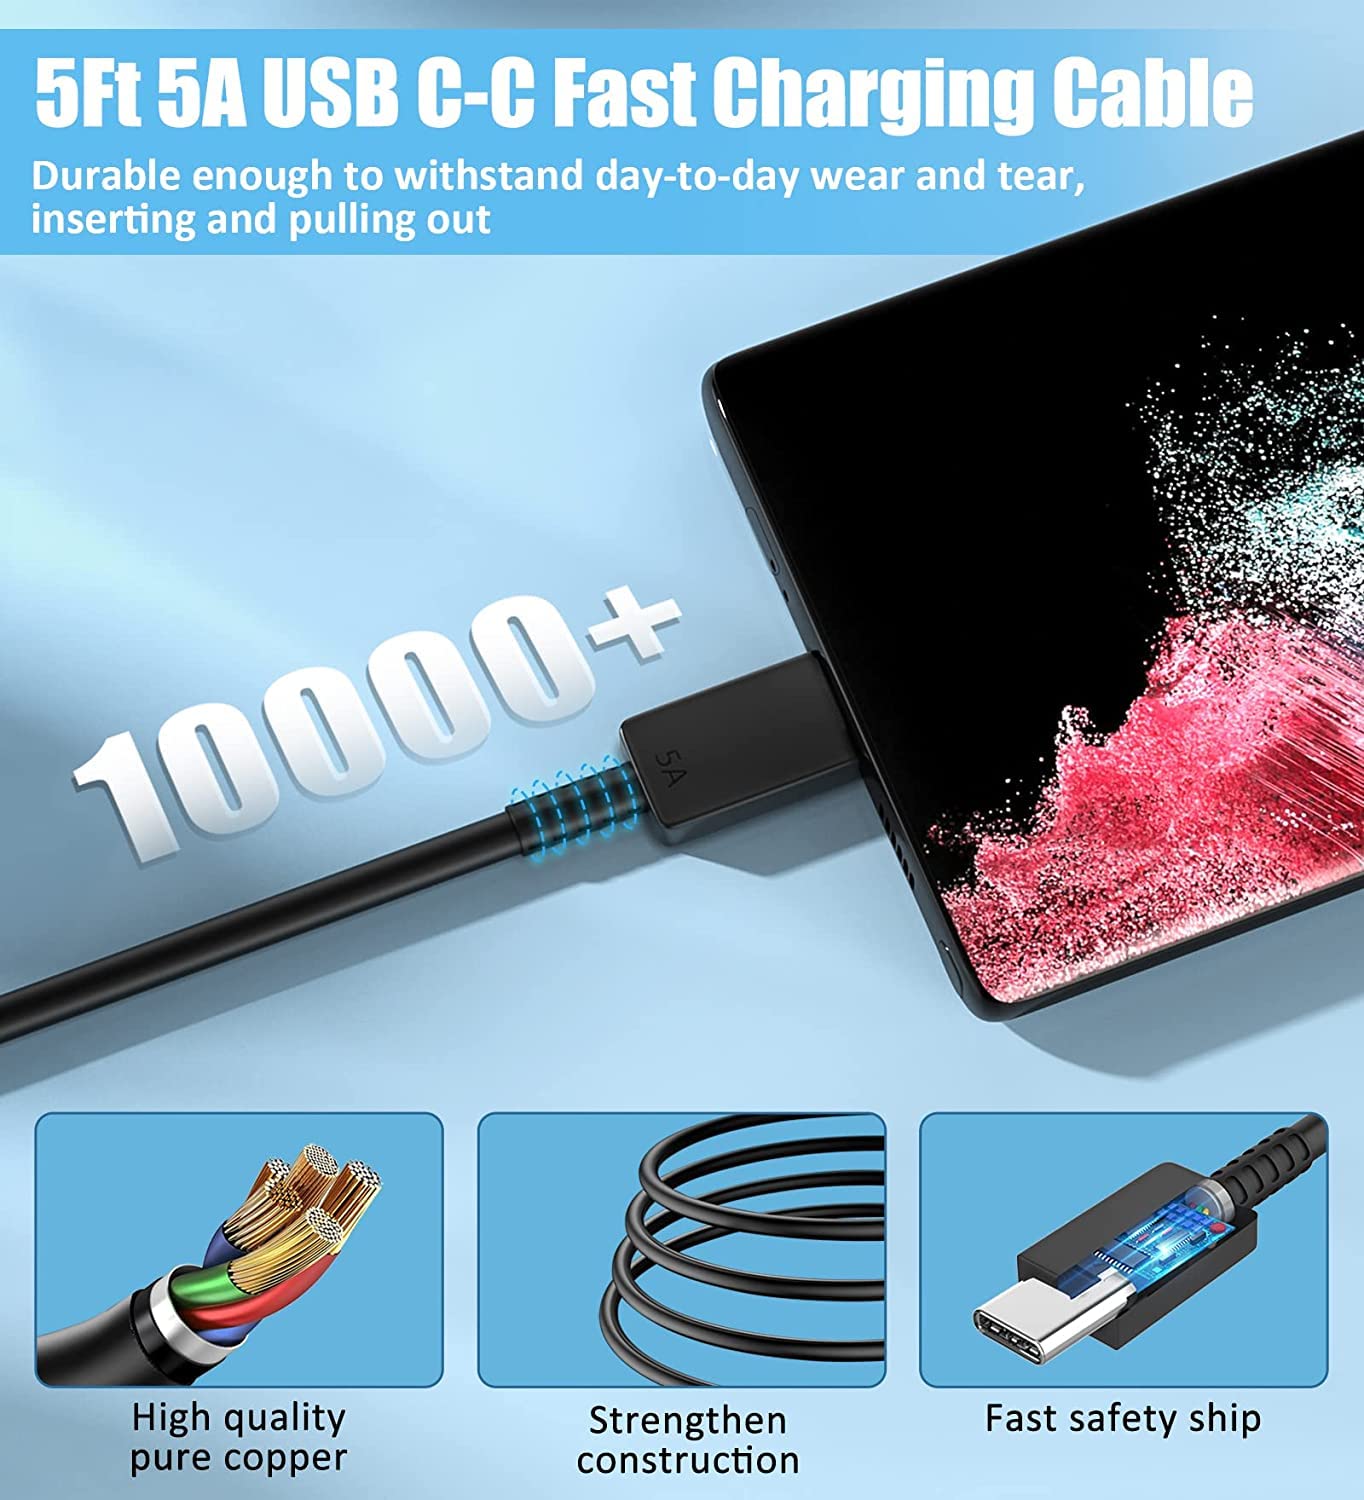 5Ft 5A USB C-C Fast Charging Cable
Durable enough to withstand day-to-day wear and tear,
inserting and pulling out
10000+
5A
High quality
pure copper
Strengthen
construction
Fast safety ship